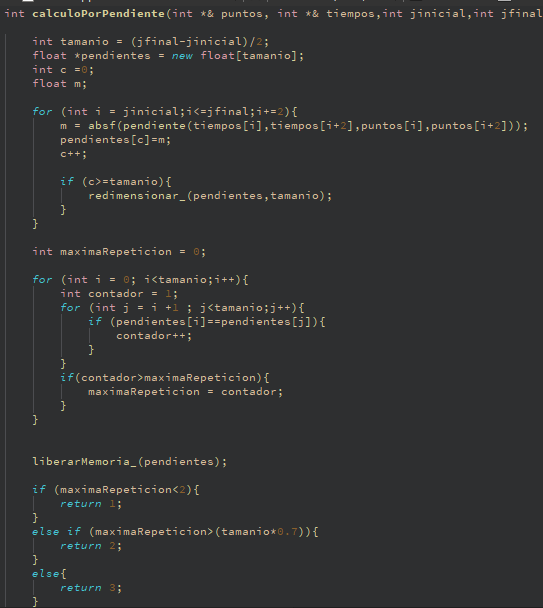 int calculoPorPendiente(int *& puntos, int *& tiempos,int jinicial,int jfinal
int tamanio = (jfinal-jinicial)/2;
float *pendientes = new float[tamanio];
int c =0;
float m;
for (int i = jinicial;i<=jfinal;i+=2){
m = absf(pendiente(tiempos[i],tiempos[i+2],puntos[i],puntos[i+2]));
pendientes[c]=m;
c++;
if (c>=tamanio){
redimensionar_(pendientes,tamanio);
}
}
int maximaRepeticion = 0;
for (int i = 0; i<tamanio;i++){
int contador = 1;
for (int j = i +1 ; j<tamanio;j++){
if (pendientes[i]==pendientes[j]){
contador++;
}
}
if(contador>maximaRepeticion){
maximaRepeticion = contador;
}
}
liberarMemoria_(pendientes);
if (maximaRepeticion<2){
return 1;
}
else if (maximaRepeticion>(tamanio*0.7)){
return 2;
}
else{
return 3;
}